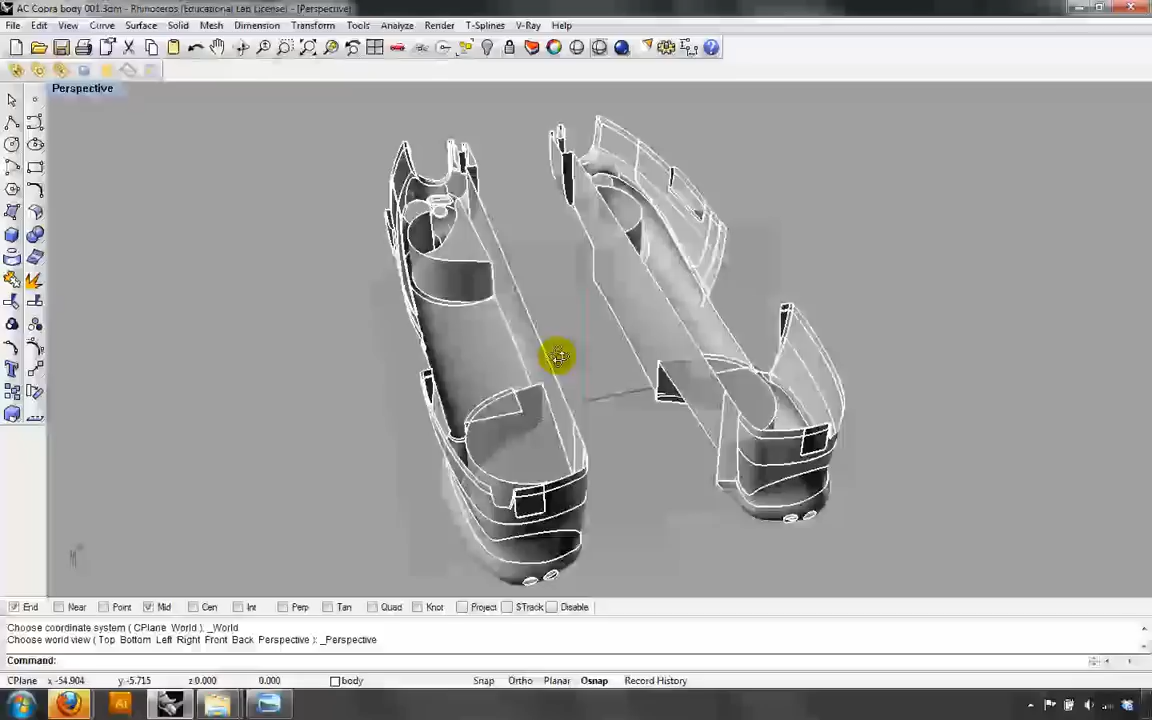 AC Cobra body 001.3dm - Rhinoceros (Educational Lab License) - [Perspective]
File Edit View Curve Surface Solid Mesh Dimension Transform Tools Analyze Render T-Splines V-Ray Help
Perspective
End Near Point Mid Cen Int Perp Tan Quad Knot Project STrack Disable
Choose coordinate system ( CPlane World ): _World
Choose world view ( Top Bottom Left Right Front Back Perspective ): _Perspective
Command:
CPlane x -54.904 y -5.715 z 0.000 0.000 body Snap Ortho Planar Osnap Record History
Ai